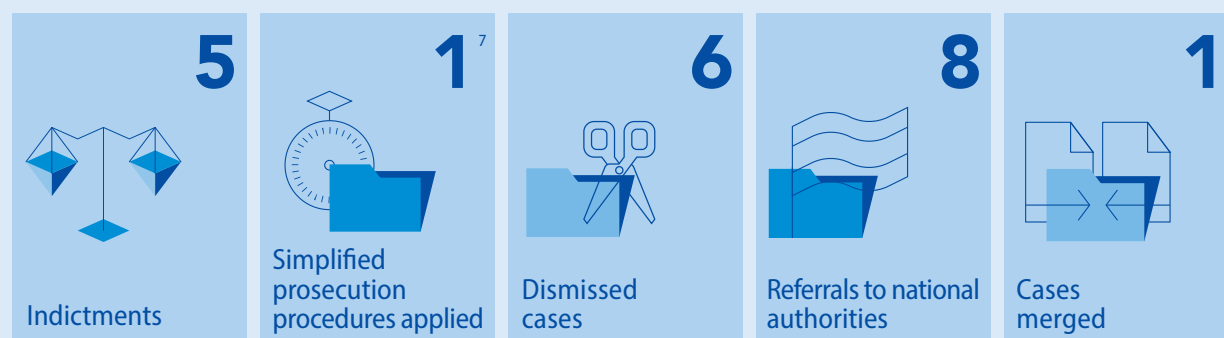 5
Indictments
1 7
Simplified
prosecution
procedures applied
6
Dismissed
cases
8
Referrals to national
authorities
1
Cases
merged